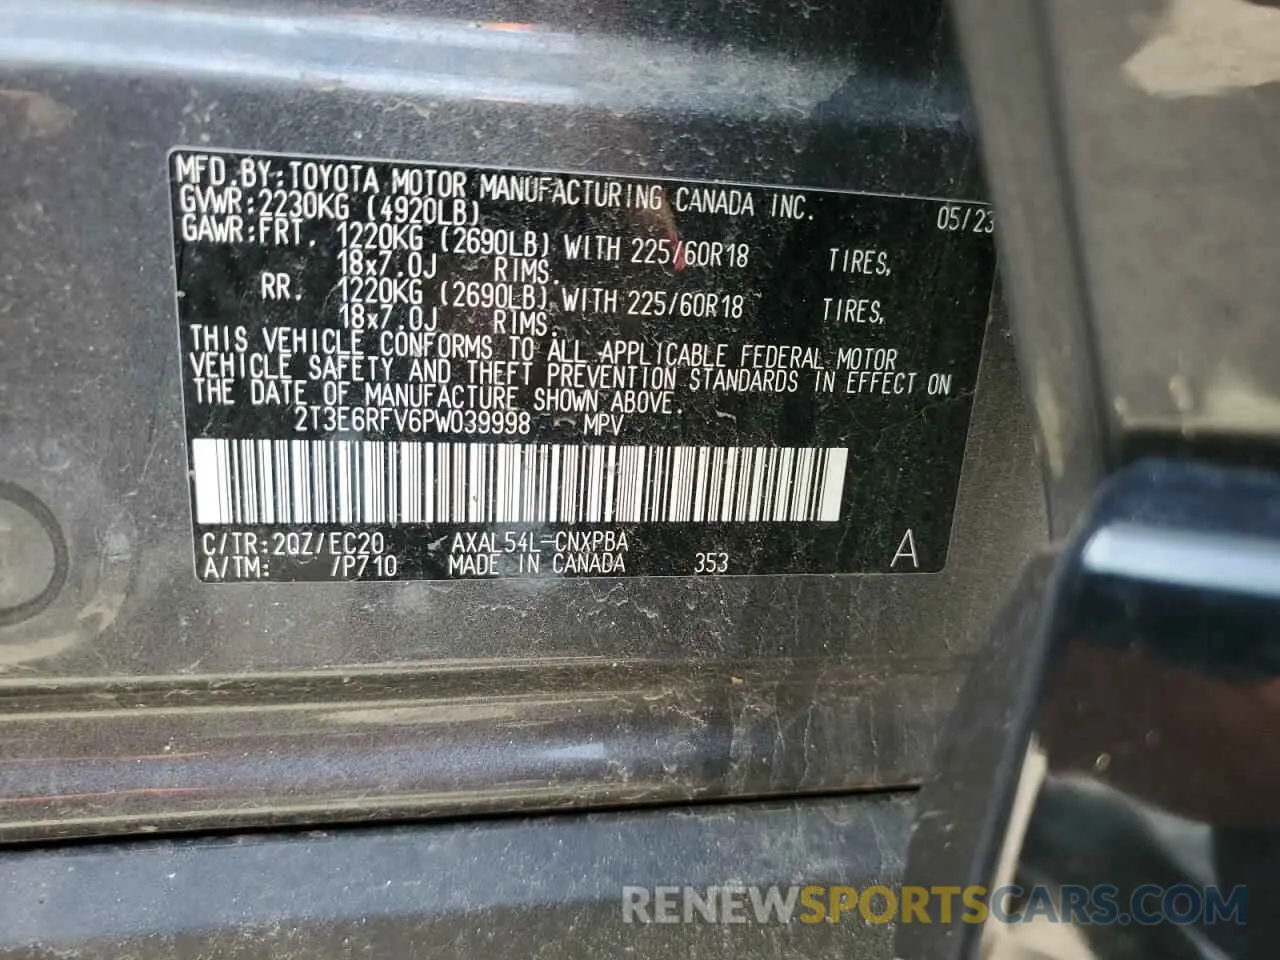 MFD.BY:TOYOTA MOTOR MANUFACTURING CANADA INC. 05/23
GVWR:2230KG (4920LB)
GAWR:FRT. 1220KG (2690LB) WITH 225/60R18 TIRES,
18x7.0J RIMS.
RR. 1220KG (2690LB) WITH 225/60R18 TIRES,
18x7.0J RIMS.
THIS VEHICLE CONFORMS TO ALL APPLICABLE FEDERAL MOTOR
VEHICLE SAFETY AND THEFT PREVENTION STANDARDS IN EFFECT ON
THE DATE OF MANUFACTURE SHOWN ABOVE.
2T3E6RFV6PW039998 MPV
C/TR:2QZ/EC20 AXAL54L-CNXPBA
A/TM: /P710 MADE IN CANADA 353 A
RENEWSPORTSCARS.COM